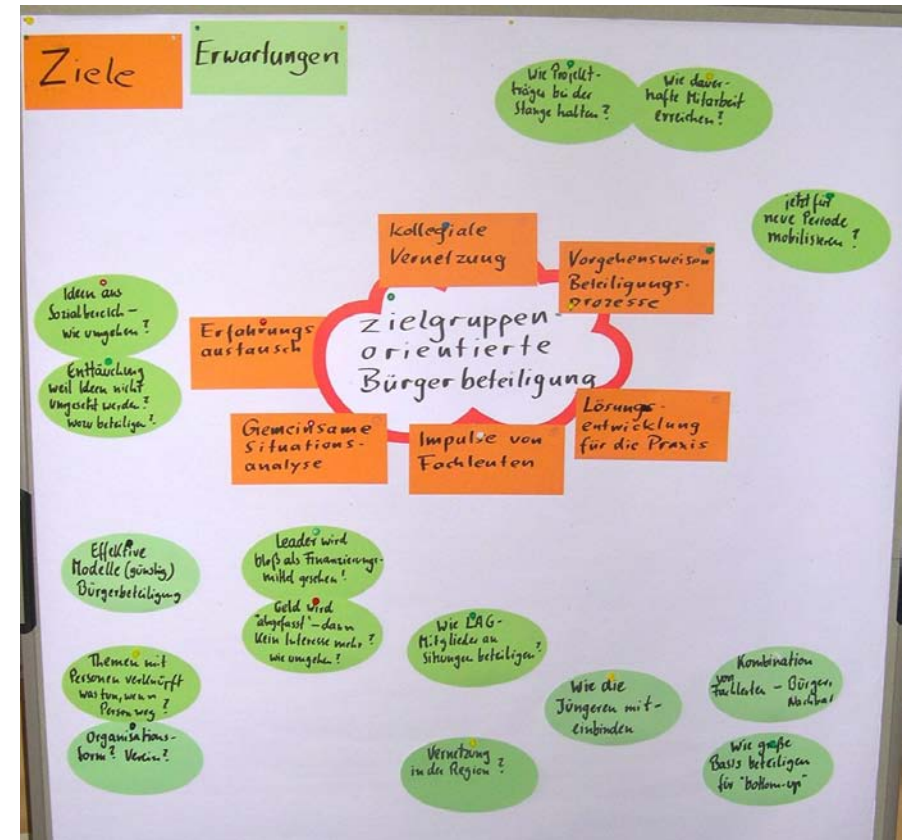 Ziele
Erwartungen
Wie Projekt-
träger bei der
Stange halten?
Wie dauer-
hafte Mitarbeit
erreichen?
jetzt für
neue Periode
mobilisieren?
Kollegiale
Vernetzung
Vorgehensweisen
Beteiligungs-
prozesse
Ideen aus
Sozialbereich –
wie umgehen?
Erfahrungs
austausch
zielgruppen-
orientierte
Bürgerbeteiligung
Enttäuschung
weil Ideen nicht
umgesetzt werden?
wozu beteiligen?
Gemeinsame
Situations-
analyse
Impulse von
Fachleuten
Lösungs-
entwicklung
für die Praxis
Effektive
Modelle (günstig)
Bürgerbeteiligung
Leader wird
bloß als Finanzierungs-
mittel gesehen!
Geld wird
"abgefasst" – dann
kein Interesse mehr?
wie umgehen?
Wie LAG-
Mitglieder an
Sitzungen beteiligen?
Themen mit
Personen verknüpft
was tun, wenn
Person weg?
Organisations-
form? Verein?
Wie die
Jüngeren mit-
einbinden
Kombination
von
– Bürger,
Vernetzung
in der Region?
Wie große
Basis beteiligen
für "bottom-up"